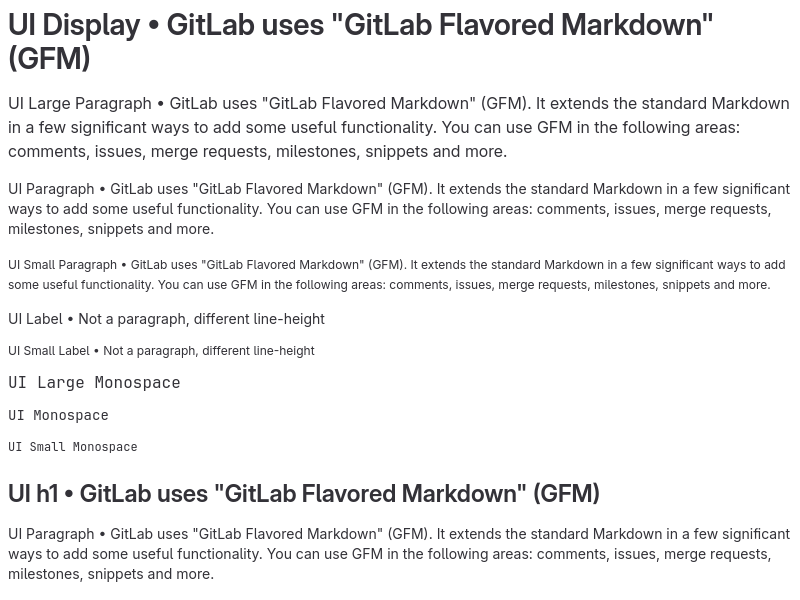 UI Display • GitLab uses "GitLab Flavored Markdown"
(GFM)
UI Large Paragraph • GitLab uses "GitLab Flavored Markdown" (GFM). It extends the standard Markdown
in a few significant ways to add some useful functionality. You can use GFM in the following areas:
comments, issues, merge requests, milestones, snippets and more.
UI Paragraph • GitLab uses "GitLab Flavored Markdown" (GFM). It extends the standard Markdown in a few significant
ways to add some useful functionality. You can use GFM in the following areas: comments, issues, merge requests,
milestones, snippets and more.
UI Small Paragraph • GitLab uses "GitLab Flavored Markdown" (GFM). It extends the standard Markdown in a few significant ways to add
some useful functionality. You can use GFM in the following areas: comments, issues, merge requests, milestones, snippets and more.
UI Label • Not a paragraph, different line-height
UI Small Label • Not a paragraph, different line-height
UI Large Monospace
UI Monospace
UI Small Monospace
UI h1 • GitLab uses "GitLab Flavored Markdown" (GFM)
UI Paragraph • GitLab uses "GitLab Flavored Markdown" (GFM). It extends the standard Markdown in a few significant
ways to add some useful functionality. You can use GFM in the following areas: comments, issues, merge requests,
milestones, snippets and more.